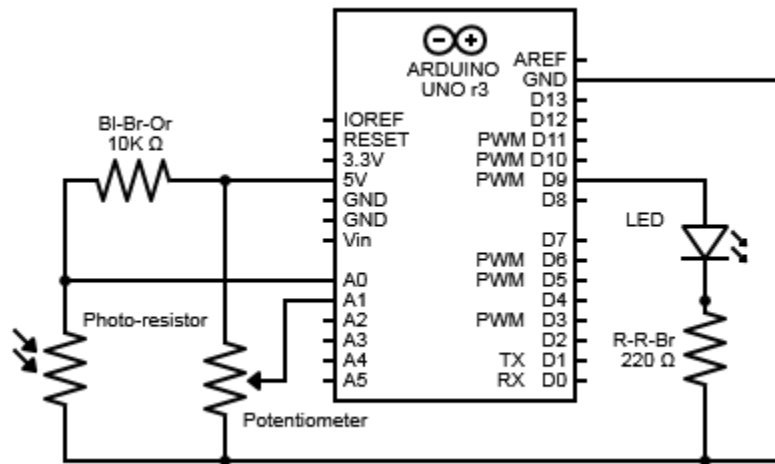 ARDUINO
UNO r3
AREF
GND
D13
IOREF
D12
RESET
PWM D11
3.3V
PWM D10
5V
PWM D9
GND
D8
GND
Vin
D7
PWM D6
A0
PWM D5
A1
D4
A2
PWM D3
A3
D2
A4
TX D1
A5
RX D0
Bl-Br-Or
10K Ω
Photo-resistor
Potentiometer
LED
R-R-Br
220 Ω